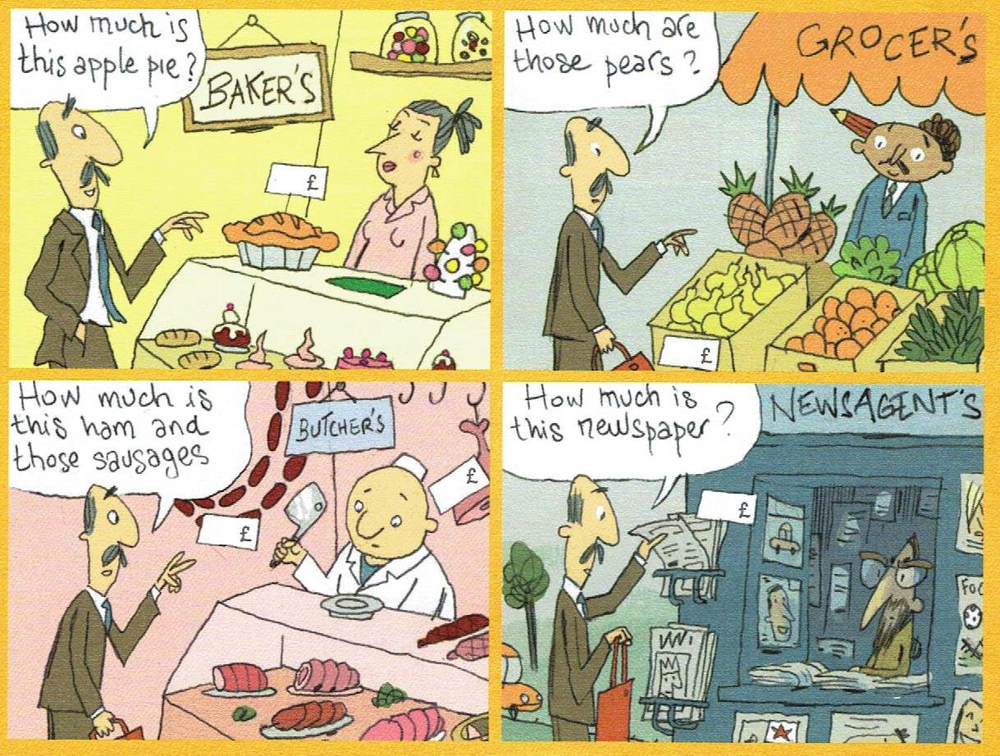 How much is
this apple pie?
BAKER'S
£
How much are
those pears?
GROCER'S
£
How much is
this ham and
those sausages
BUTCHER'S
£
£
How much is
this newspaper?
NEWSAGENT'S
£